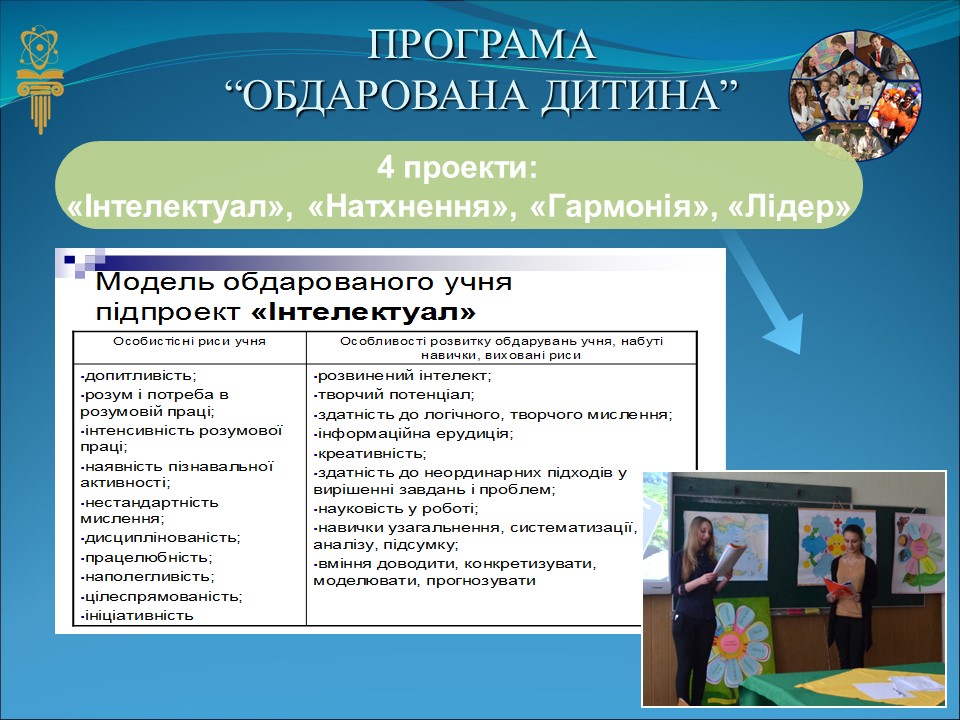 ПРОГРАМА
“ОБДАРОВАНА ДИТИНА”
4 проекти:
«Інтелектуал», «Натхнення», «Гармонія», «Лідер»
Модель обдарованого учня
підпроект «Інтелектуал»
Особистісні риси учня
Особливості розвитку обдарувань учня, набуті
навички, виховані риси
•допитливість;
•розум і потреба в
розумовій праці;
•інтенсивність розумової
праці;
•наявність пізнавальної
активності;
•нестандартність
мислення;
•дисциплінованість;
•працелюбність;
•наполегливість;
•цілеспрямованість;
•ініціативність
•розвинений інтелект;
•творчий потенціал;
•здатність до логічного, творчого мислення;
•інформаційна ерудиція;
•креативність;
•здатність до неординарних підходів у
вирішенні завдань і проблем;
•науковість у роботі;
•навички узагальнення, систематизації,
аналізу, підсумку;
•вміння доводити, конкретизувати,
моделювати, прогнозувати